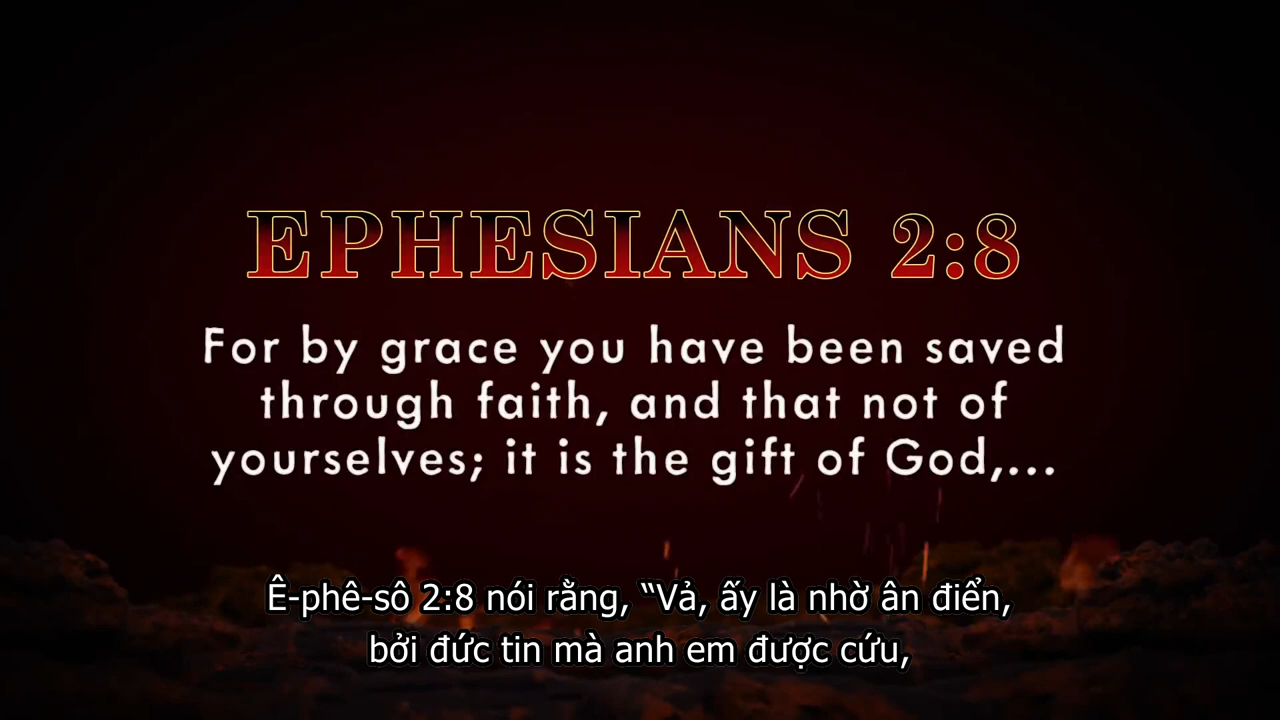 EPHESIANS 2:8
For by grace you have been saved
through faith, and that not of
yourselves; it is the gift of God,...
Ê-phê-sô 2:8 nói rằng, “Vả, ấy là nhờ ân điển,
bởi đức tin mà anh em được cứu,